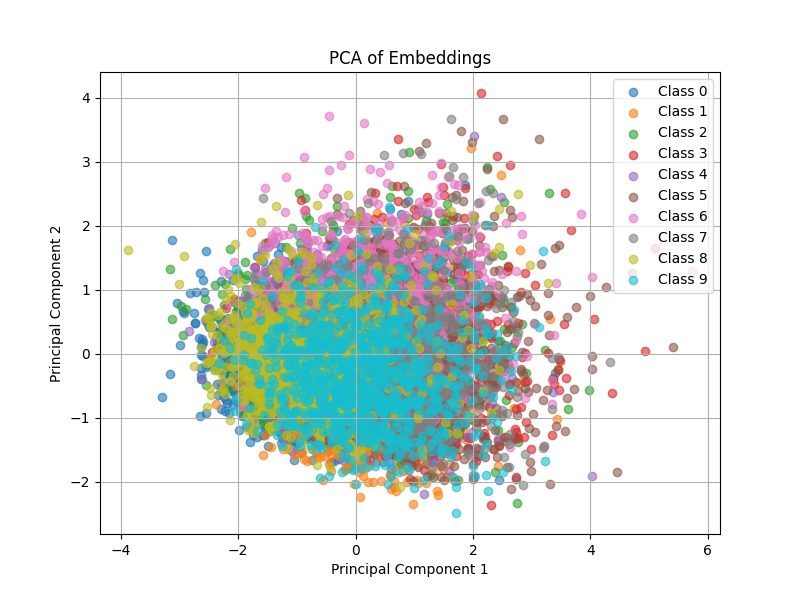 PCA of Embeddings
Class 0
Class 1
Class 2
Class 3
Class 4
Class 5
Class 6
Class 7
Class 8
Class 9
4
3
2
1
0
−1
−2
Principal Component 2
−4
−2
0
2
4
6
Principal Component 1